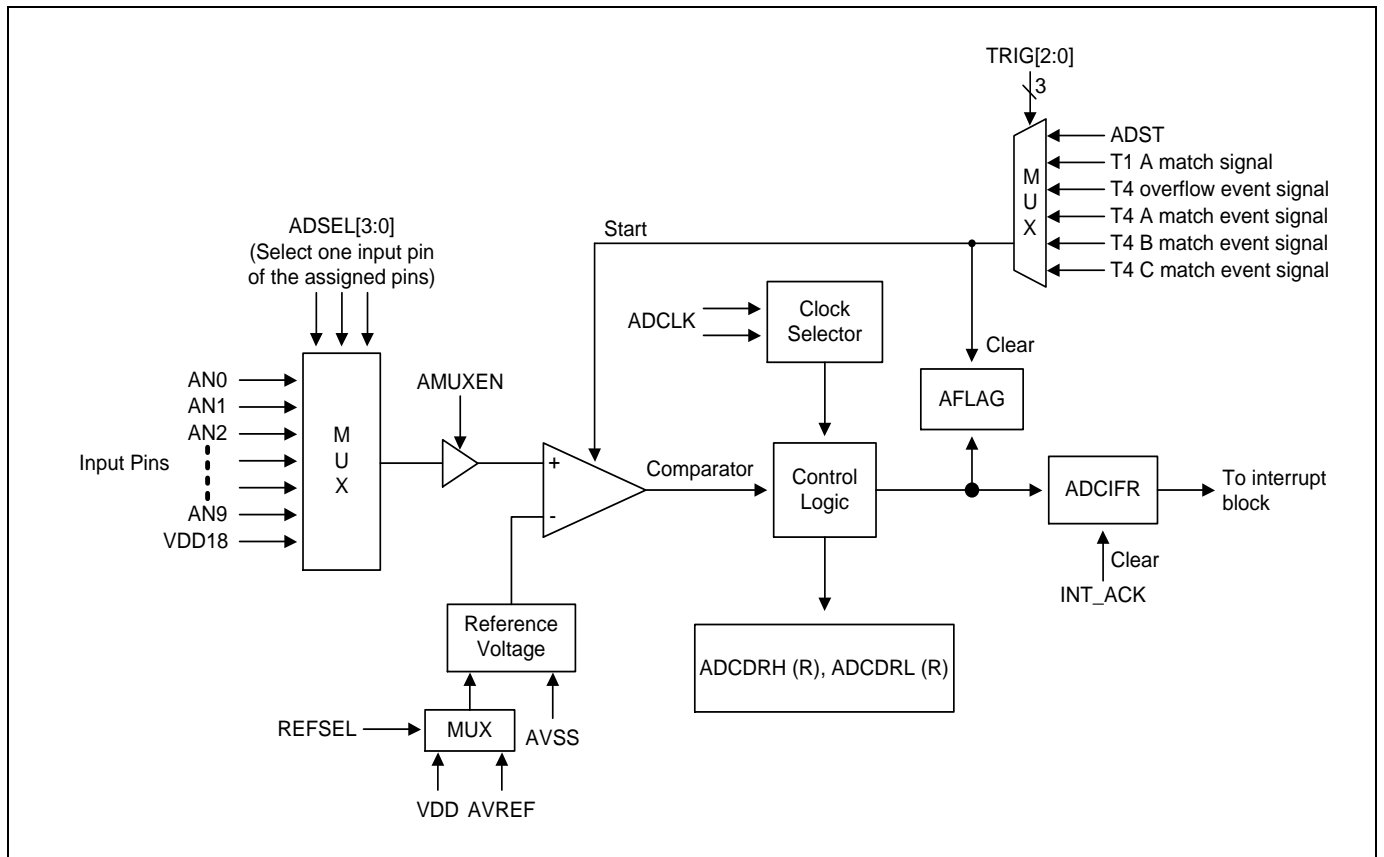 TRIG[2:0]
3
ADST
T1 A match signal
T4 overflow event signal
T4 A match event signal
T4 B match event signal
T4 C match event signal
M
U
X
ADSEL[3:0]
(Select one input pin
of the assigned pins)
Start
ADCLK
Clock
Selector
Clear
AFLAG
AN0
AN1
AN2
Input Pins
AN9
VDD18
M
U
X
AMUXEN
+
-
Comparator
Control
Logic
ADCIFR
To interrupt
block
Clear
INT_ACK
Reference
Voltage
ADCDRH (R), ADCDRL (R)
REFSEL
MUX
AVSS
VDD AVREF